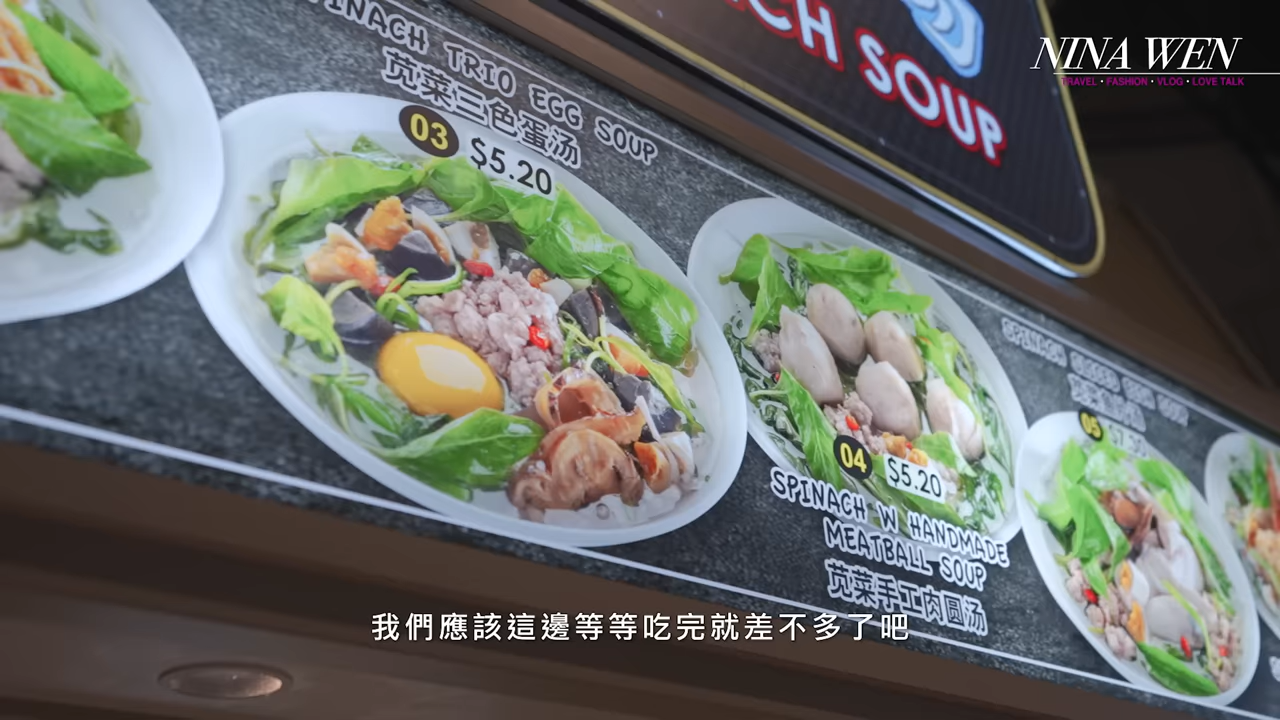 NINA WEN
TRAVEL • FASHION • VLOG • LOVE TALK
SOUP
SPINACH TRIO EGG SOUP
苋菜三色蛋汤
03
$5.20
04
$5.20
SPINACH W HANDMADE
MEATBALL SOUP
苋菜手工肉圆汤
05
$7.30
我們應該這邊等等吃完就差不多了吧